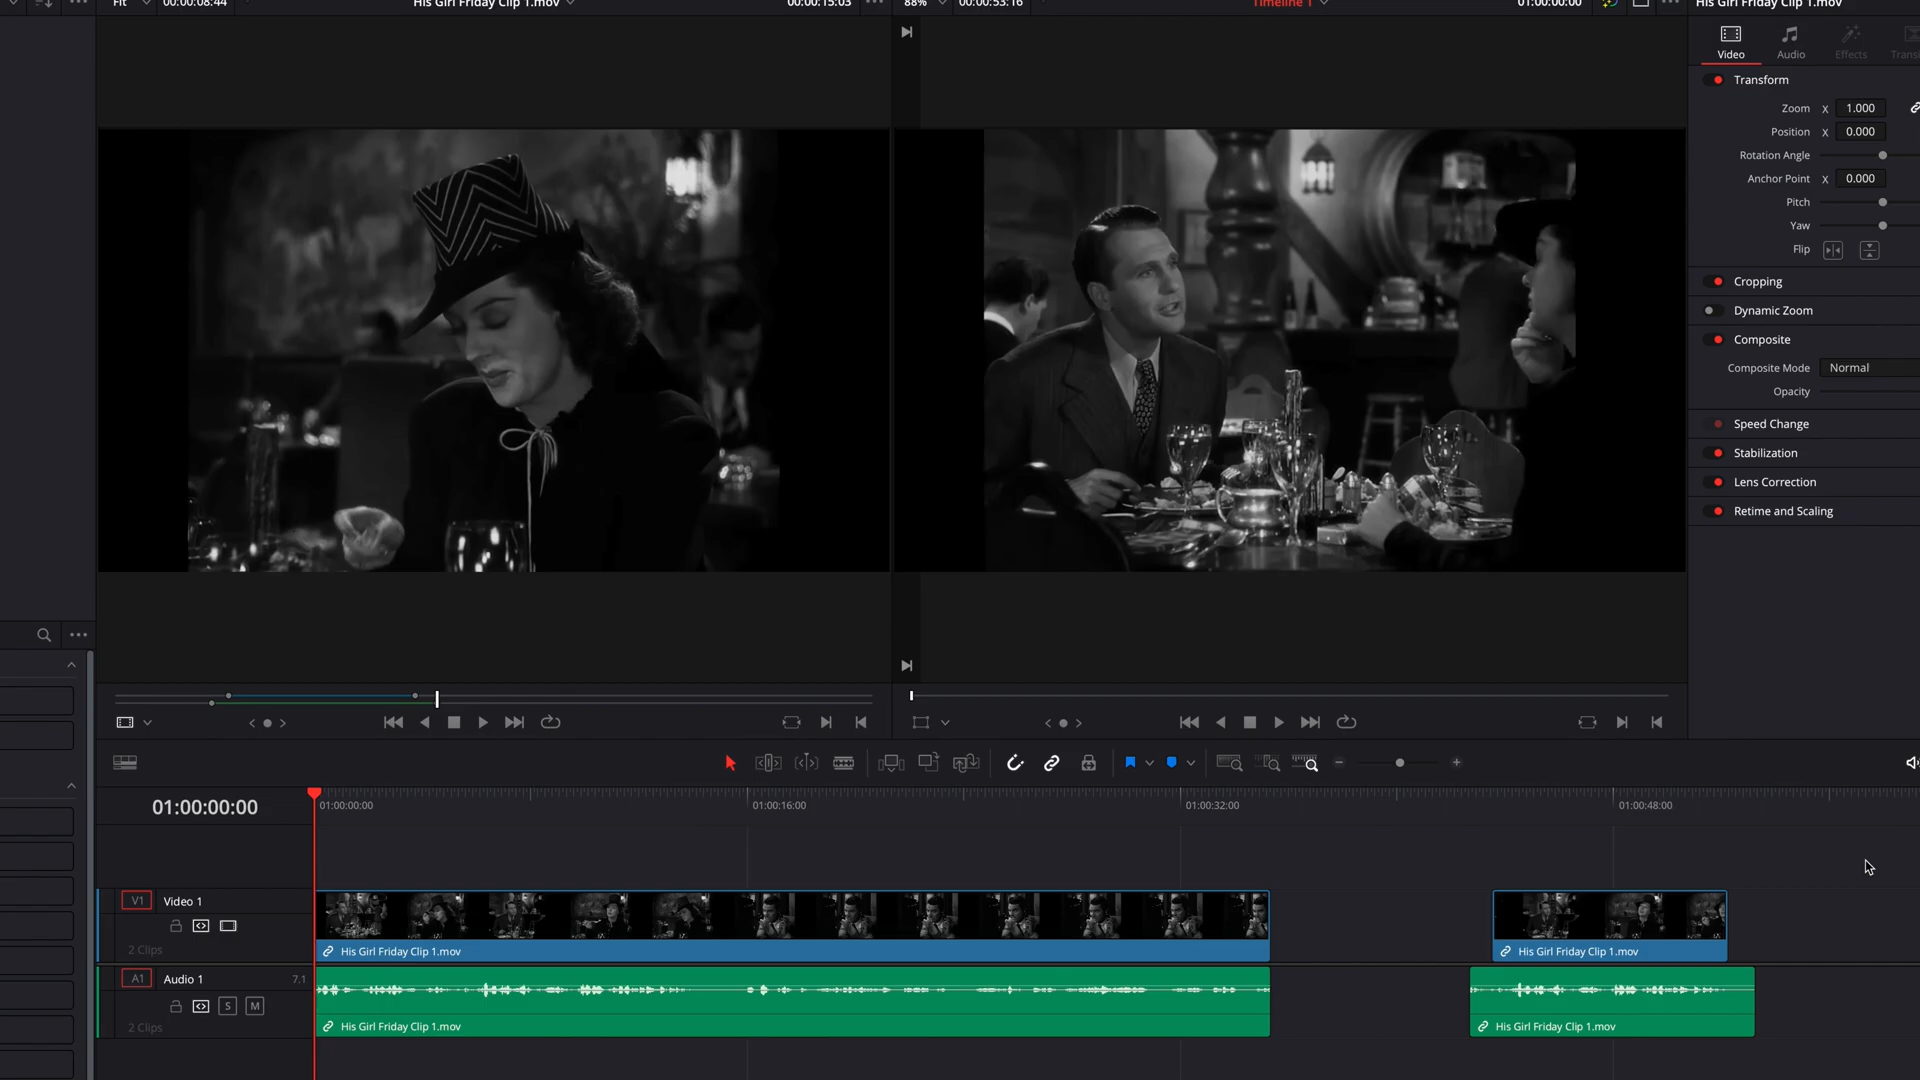 Fit 00:00:08:44 His Girl Friday Clip 1.mov 00:00:15:03 88% 00:00:53:16 Timeline 1 01:00:00:00 His Girl Friday Clip 1.mov
Video Audio Effects Trans
Transform
Zoom X 1.000
Position X 0.000
Rotation Angle
Anchor Point X 0.000
Pitch
Yaw
Flip
Cropping
Dynamic Zoom
Composite
Composite Mode Normal
Opacity
Speed Change
Stabilization
Lens Correction
Retime and Scaling
01:00:00:00 01:00:00:00 01:00:16:00 01:00:32:00 01:00:48:00
V1 Video 1
2 Clips
His Girl Friday Clip 1.mov His Girl Friday Clip 1.mov
A1 Audio 1 7.1
S M
2 Clips
His Girl Friday Clip 1.mov His Girl Friday Clip 1.mov